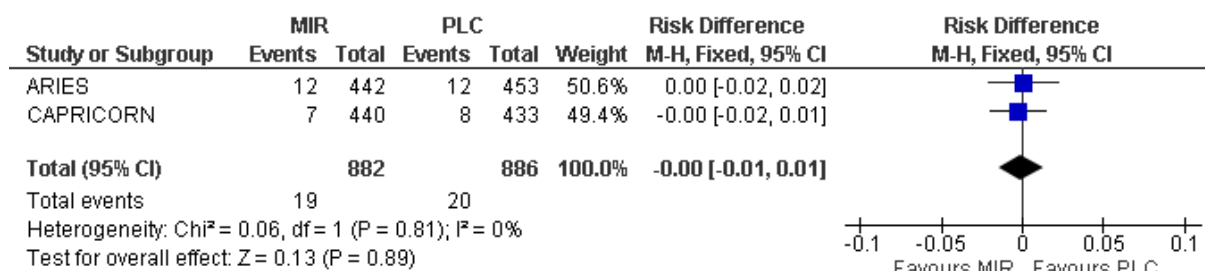 MIR PLC Risk Difference Risk Difference
Study or Subgroup Events Total Events Total Weight M-H, Fixed, 95% CI M-H, Fixed, 95% CI
ARIES 12 442 12 453 50.6% 0.00 [-0.02, 0.02]
CAPRICORN 7 440 8 433 49.4% -0.00 [-0.02, 0.01]
Total (95% CI) 882 886 100.0% -0.00 [-0.01, 0.01]
Total events 19 20
Heterogeneity: Chi² = 0.06, df = 1 (P = 0.81); I² = 0%
Test for overall effect: Z = 0.13 (P = 0.89)
-0.1 -0.05 0 0.05 0.1
Favours MIR Favours PLC